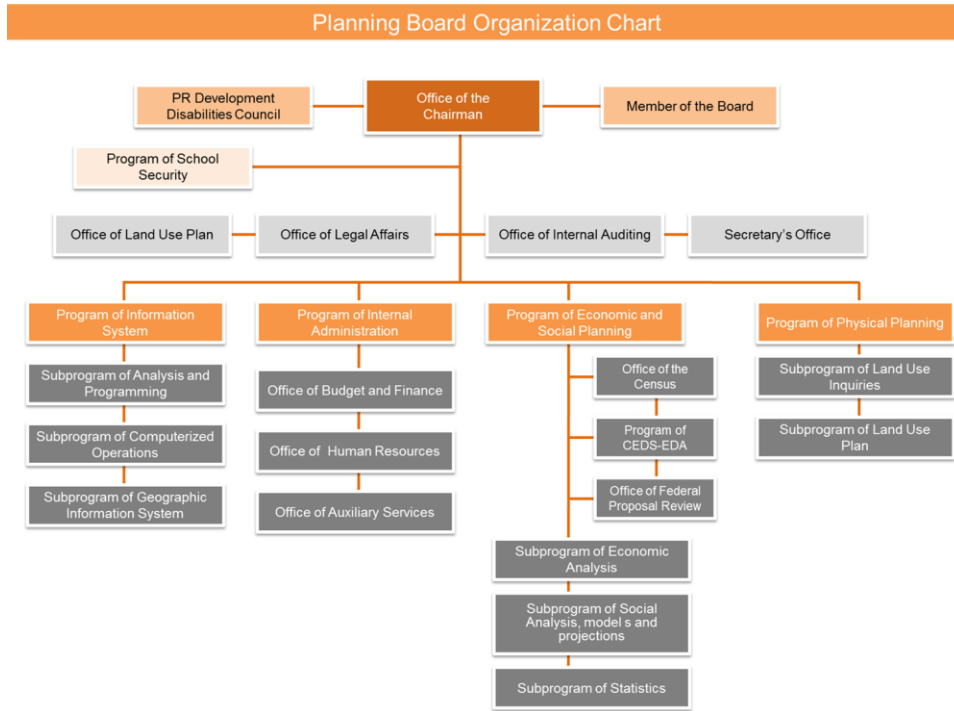 Planning Board Organization Chart
PR Development
Disabilities Council
Office of the
Chairman
Member of the Board
Program of School
Security
Office of Land Use Plan
Office of Legal Affairs
Office of Internal Auditing
Secretary's Office
Program of Information
System
Program of Internal
Administration
Program of Economic and
Social Planning
Program of Physical Planning
Subprogram of Analysis and
Programming
Subprogram of Computerized
Operations
Subprogram of Geographic
Information System
Office of Budget and Finance
Office of Human Resources
Office of Auxiliary Services
Office of the
Census
Program of
CEDS-EDA
Office of Federal
Proposal Review
Subprogram of Economic
Analysis
Subprogram of Social
Analysis, model s and
projections
Subprogram of Statistics
Subprogram of Land Use
Inquiries
Subprogram of Land Use
Plan